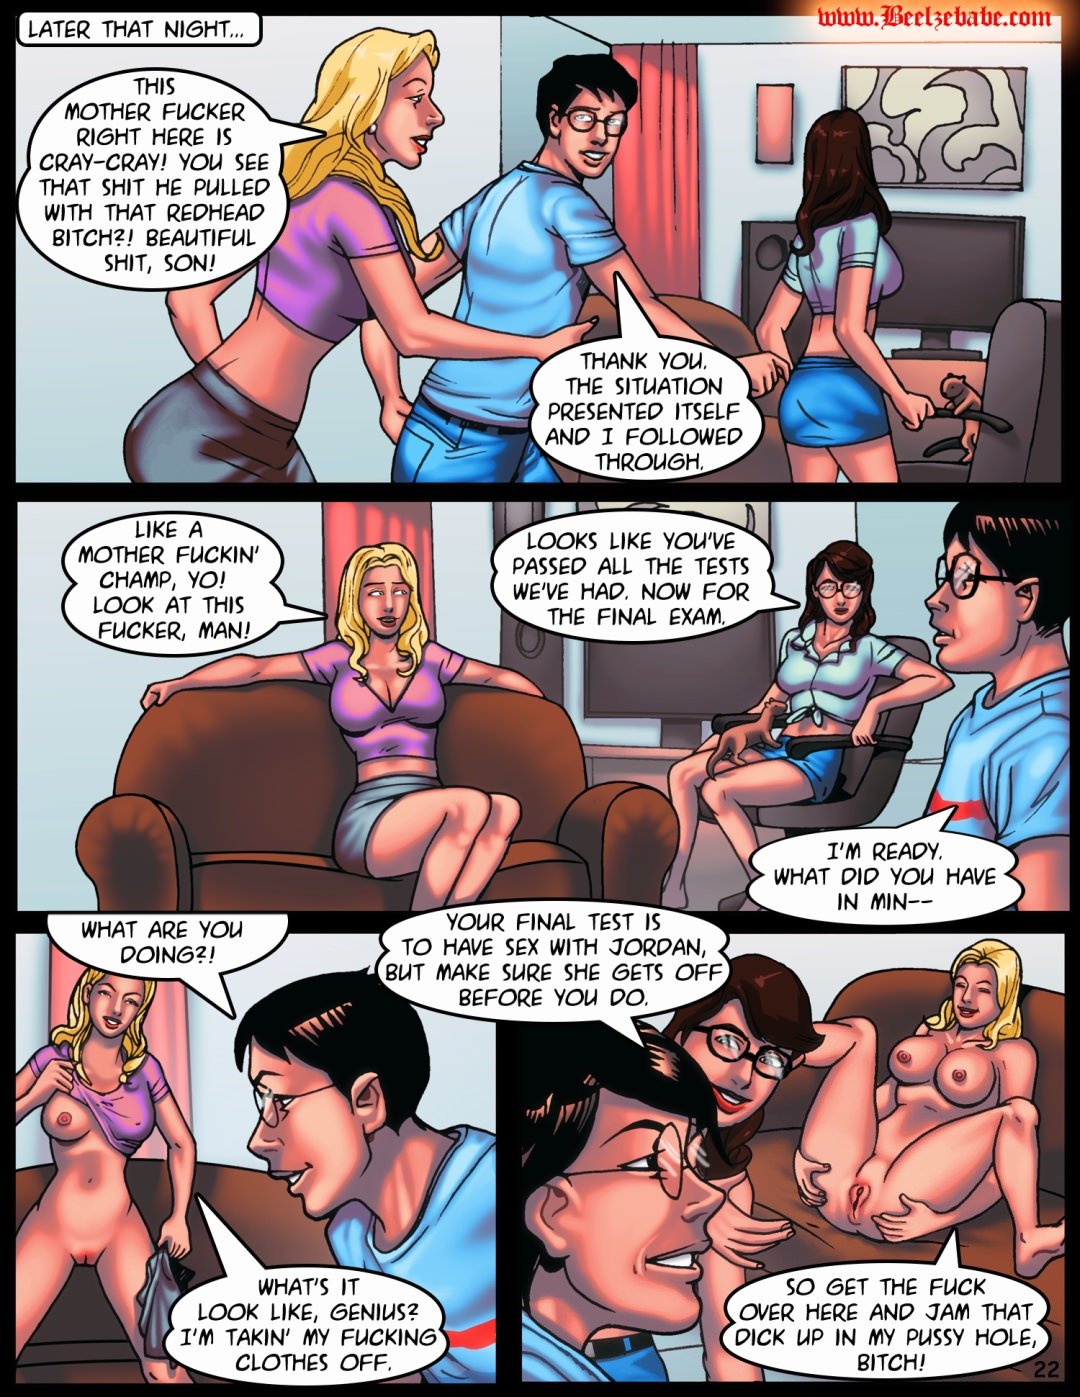 www.Beelzebabe.com
LATER THAT NIGHT...
THIS
MOTHER FUCKER
RIGHT HERE IS
CRAY-CRAY! YOU SEE
THAT SHIT HE PULLED
WITH THAT REDHEAD
BITCH?! BEAUTIFUL
SHIT, SON!
THANK YOU.
THE SITUATION
PRESENTED ITSELF
AND I FOLLOWED
THROUGH.
LIKE A
MOTHER FUCKIN'
CHAMP, YO!
LOOK AT THIS
FUCKER, MAN!
LOOKS LIKE YOU'VE
PASSED ALL THE TESTS
WE'VE HAD. NOW FOR
THE FINAL EXAM.
I'M READY.
WHAT DID YOU HAVE
IN MIN--
WHAT ARE YOU
DOING?!
WHAT'S IT
LOOK LIKE, GENIUS?
I'M TAKIN' MY FUCKING
CLOTHES OFF.
YOUR FINAL TEST IS
TO HAVE SEX WITH JORDAN,
BUT MAKE SURE SHE GETS OFF
BEFORE YOU DO.
SO GET THE FUCK
OVER HERE AND JAM THAT
DICK UP IN MY PUSSY HOLE,
BITCH!
22